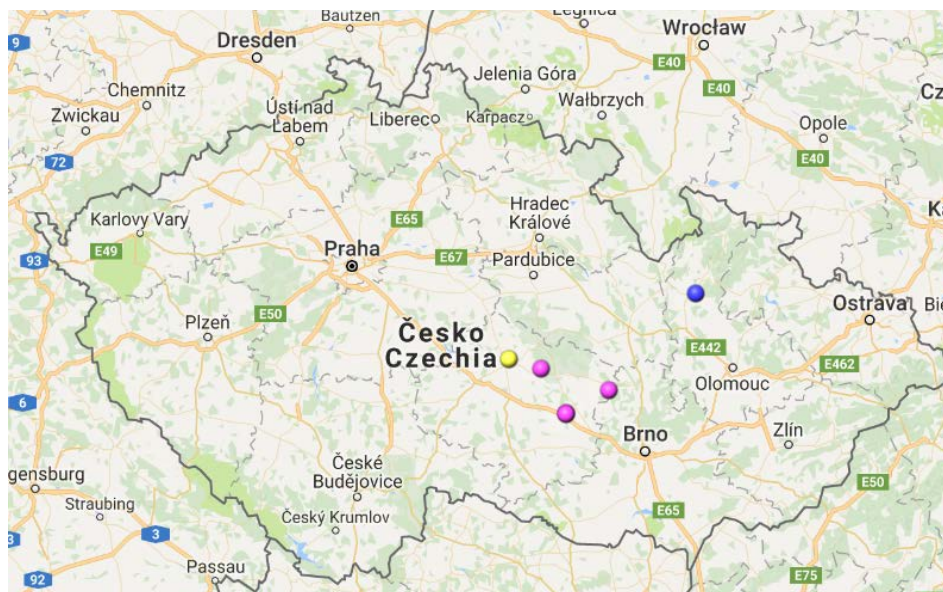 Bautzen
Legnica
9
Dresden
Wrocław
E40
Jelenia Góra
Chemnitz
Wałbrzych
E40
Cz
Zwickau
Ústí nad
Labem
Liberec
Karpacz
Opole
72
E40
Hradec
Králové
Karlovy Vary
E65
Ka
E49
Praha
93
E67
Pardubice
Ostrava
Bie
Plzeň
E50
Česko
Czechia
E442
E462
Olomouc
6
Brno
Zlín
České
Budějovice
gensburg
E50
Straubing
Český Krumlov
E65
3
3
92
Passau
E75